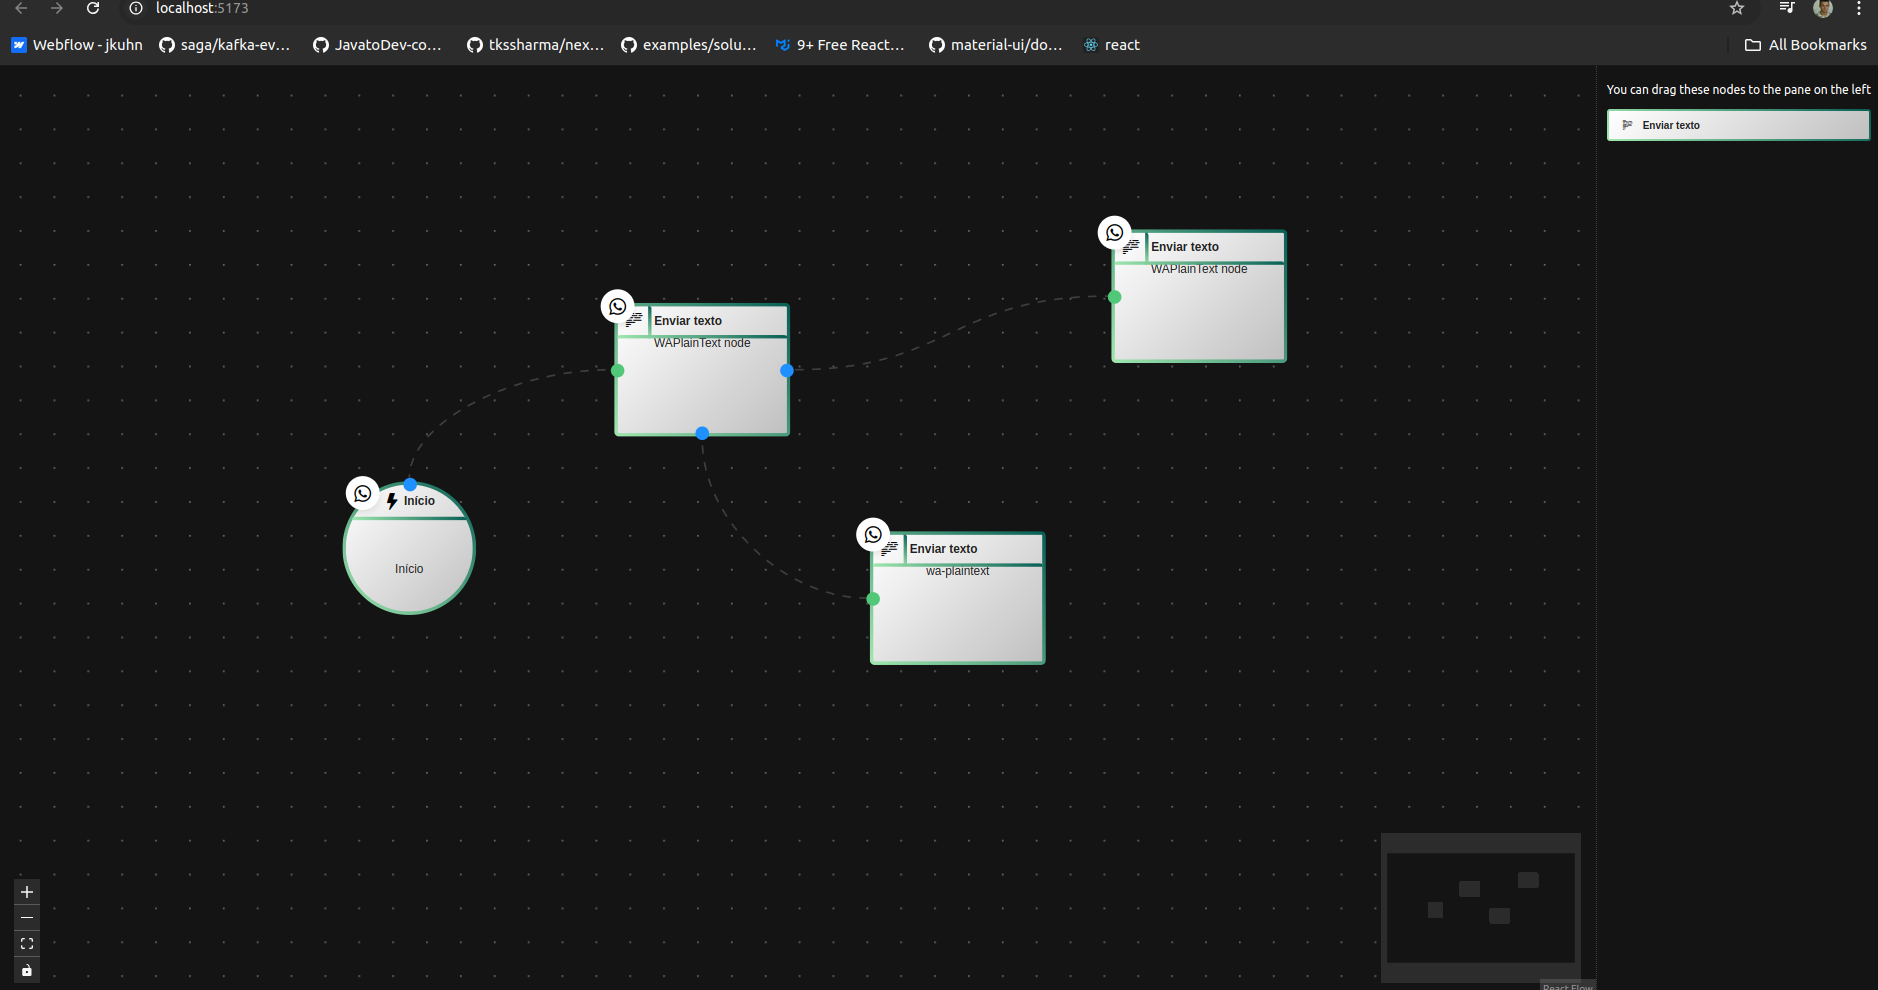 localhost:5173
Webflow - jkuhn
saga/kafka-ev...
JavatoDev-co...
tkssharma/nex...
examples/solu...
9+ Free React...
material-ui/do...
react
All Bookmarks
You can drag these nodes to the pane on the left
Enviar texto
Enviar texto
WAPlainText node
Enviar texto
WAPlainText node
Início
Início
Enviar texto
wa-plaintext
React Flow